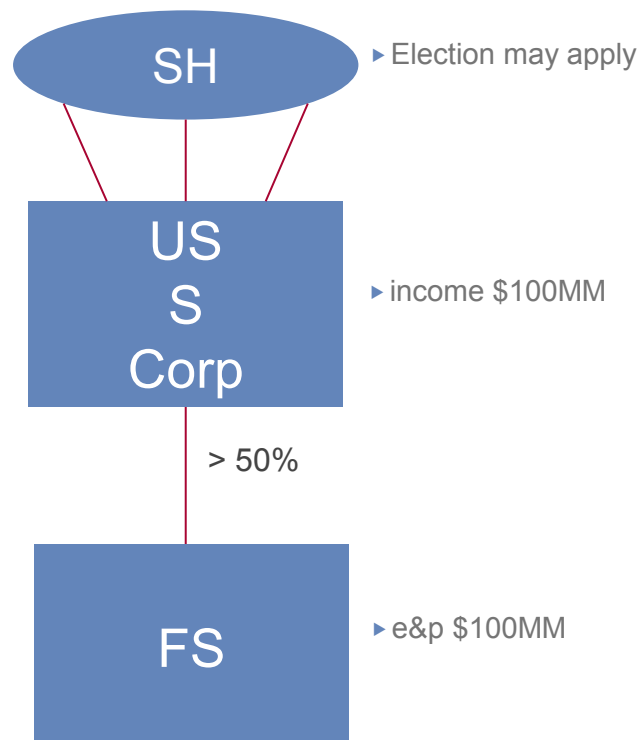 SH
Election may apply
US
S
Corp
income $100MM
> 50%
FS
e&p $100MM